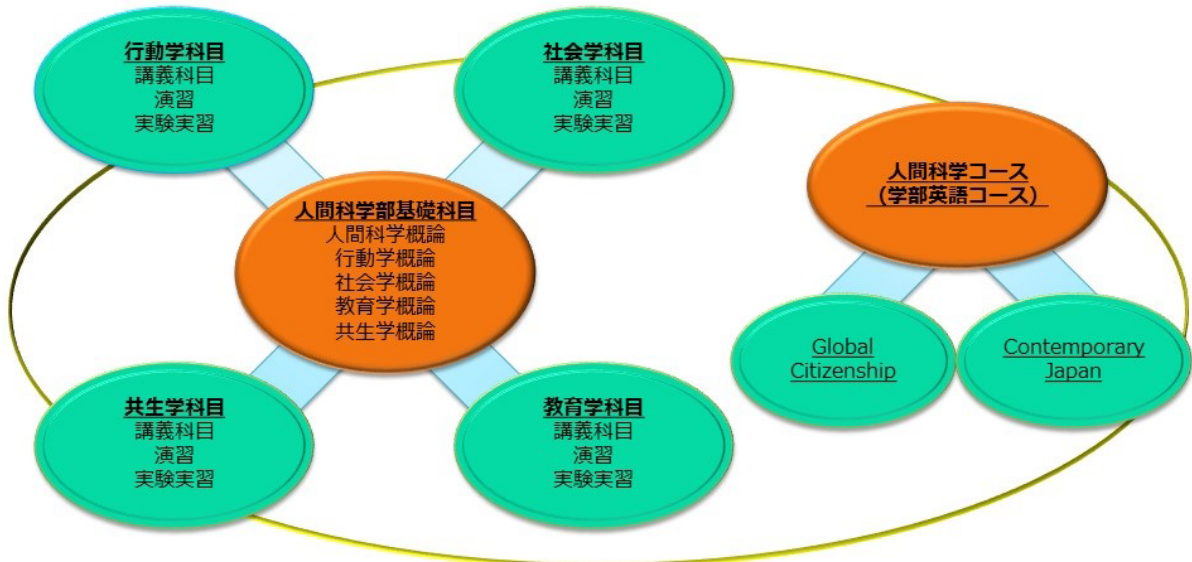 行動学科目
講義科目
演習
実験実習
社会学科目
講義科目
演習
実験実習
人間科学部基礎科目
人間科学概論
行動学概論
社会学概論
教育学概論
共生学概論
共生学科目
講義科目
演習
実験実習
教育学科目
講義科目
演習
実験実習
人間科学コース
(学部英語コース)
Global
Citizenship
Contemporary
Japan